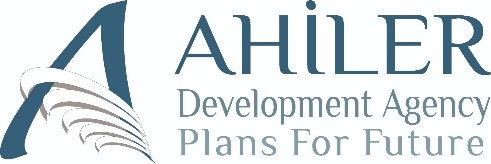 AHİLER
Development Agency
Plans For Future